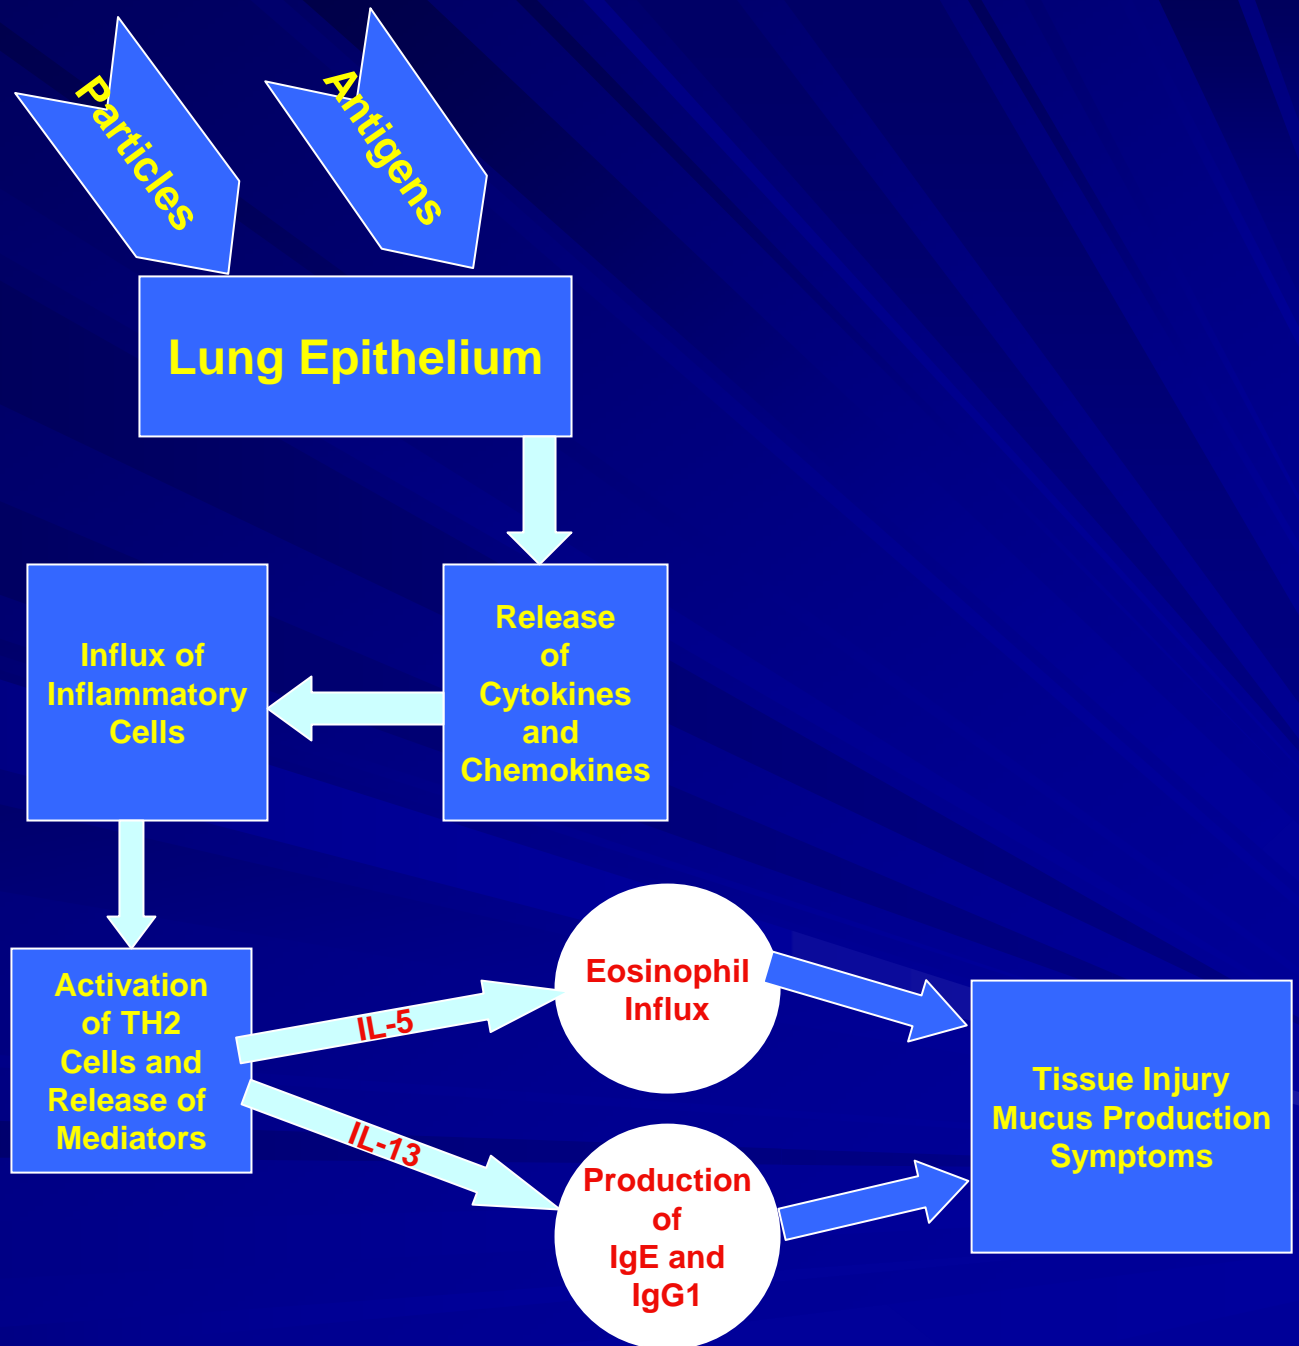 Particles
Antigens
Lung Epithelium
Release
of
Cytokines
and
Chemokines
Influx of
Inflammatory
Cells
Activation
of TH2
Cells and
Release of
Mediators
IL-5
IL-13
Eosinophil
Influx
Production
of
IgE and
IgG1
Tissue Injury
Mucus Production
Symptoms